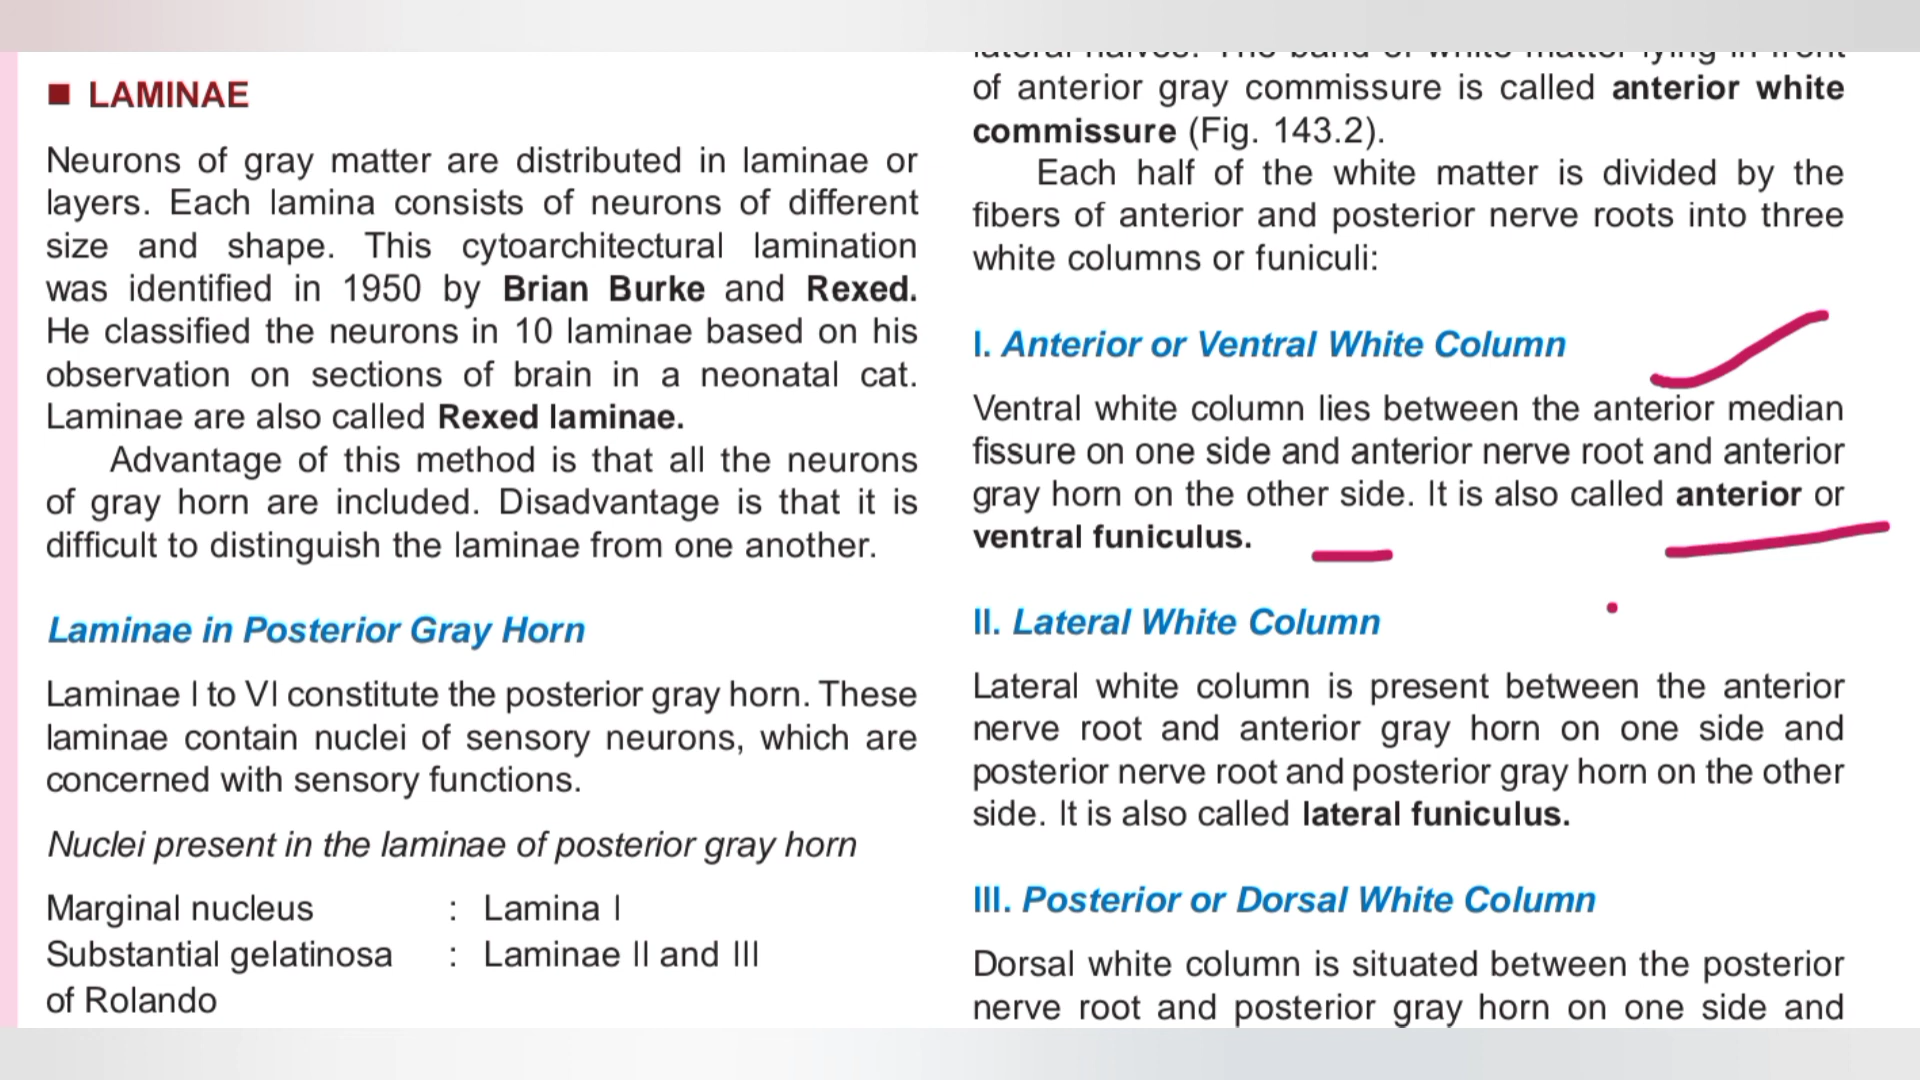 LAMINAE
Neurons of gray matter are distributed in laminae or
layers. Each lamina consists of neurons of different
size and shape. This cytoarchitectural lamination
was identified in 1950 by Brian Burke and Rexed.
He classified the neurons in 10 laminae based on his
observation on sections of brain in a neonatal cat.
Laminae are also called Rexed laminae.
Advantage of this method is that all the neurons
of gray horn are included. Disadvantage is that it is
difficult to distinguish the laminae from one another.
Laminae in Posterior Gray Horn
Laminae I to VI constitute the posterior gray horn. These
laminae contain nuclei of sensory neurons, which are
concerned with sensory functions.
Nuclei present in the laminae of posterior gray horn
Marginal nucleus : Lamina I
Substantial gelatinosa : Laminae II and III
of Rolando
lateral halves. The band of white matter lying in front
of anterior gray commissure is called anterior white
commissure (Fig. 143.2).
Each half of the white matter is divided by the
fibers of anterior and posterior nerve roots into three
white columns or funiculi:
I. Anterior or Ventral White Column
Ventral white column lies between the anterior median
fissure on one side and anterior nerve root and anterior
gray horn on the other side. It is also called anterior or
ventral funiculus.
II. Lateral White Column
Lateral white column is present between the anterior
nerve root and anterior gray horn on one side and
posterior nerve root and posterior gray horn on the other
side. It is also called lateral funiculus.
III. Posterior or Dorsal White Column
Dorsal white column is situated between the posterior
nerve root and posterior gray horn on one side and